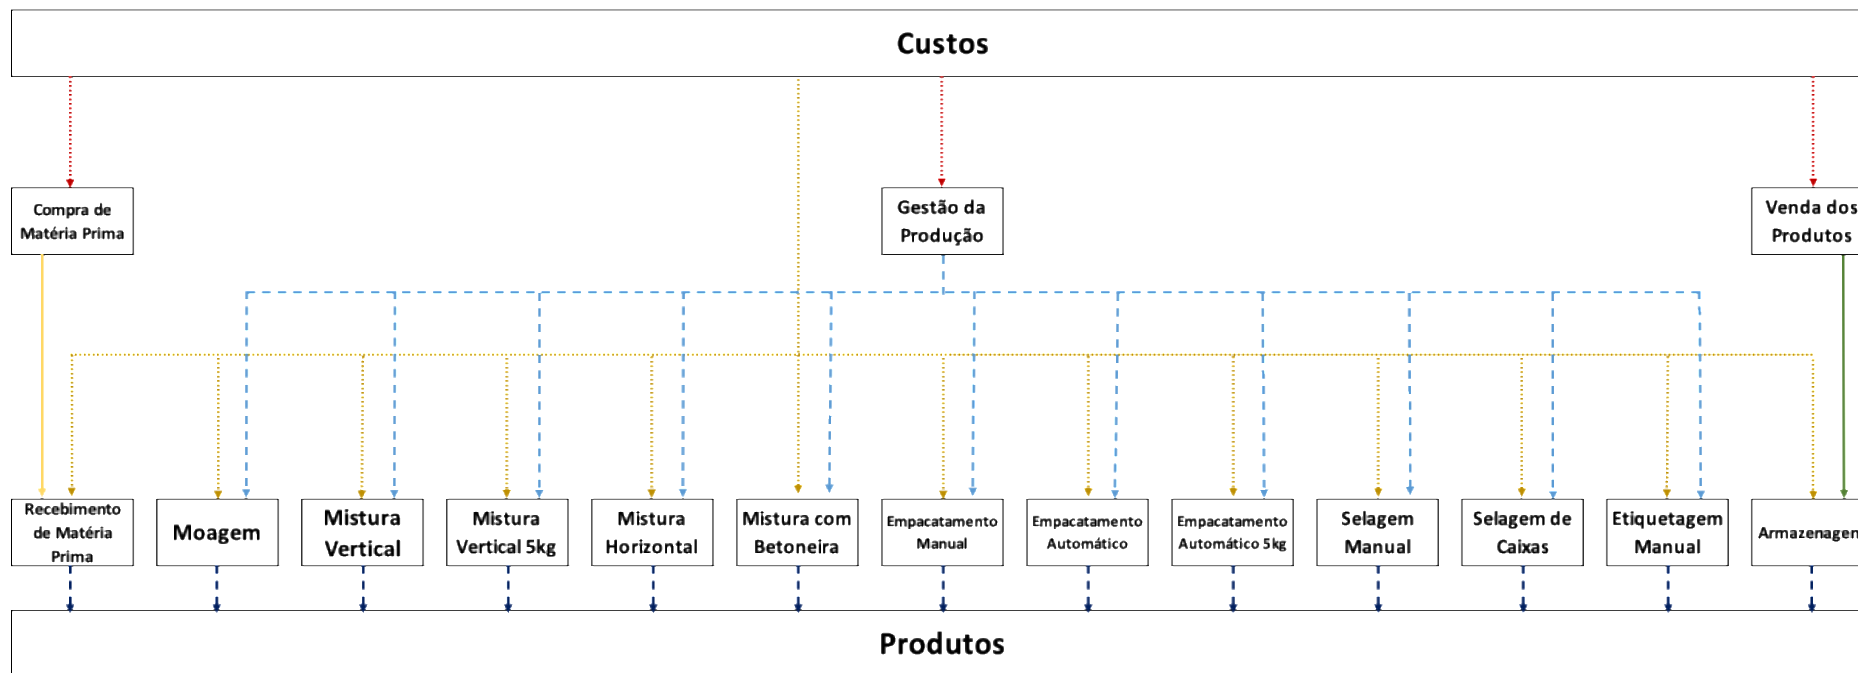 Custos
Compra de
Matéria Prima
Gestão da
Produção
Venda dos
Produtos
Recebimento
de Matéria
Prima
Moagem
Mistura
Vertical
Mistura
Vertical 5kg
Mistura
Horizontal
Mistura com
Betoneira
Empacatamento
Manual
Empacatamento
Automático
Empacatamento
Automático 5kg
Selagem
Manual
Selagem de
Caixas
Etiquetagem
Manual
Armazenagem
Produtos